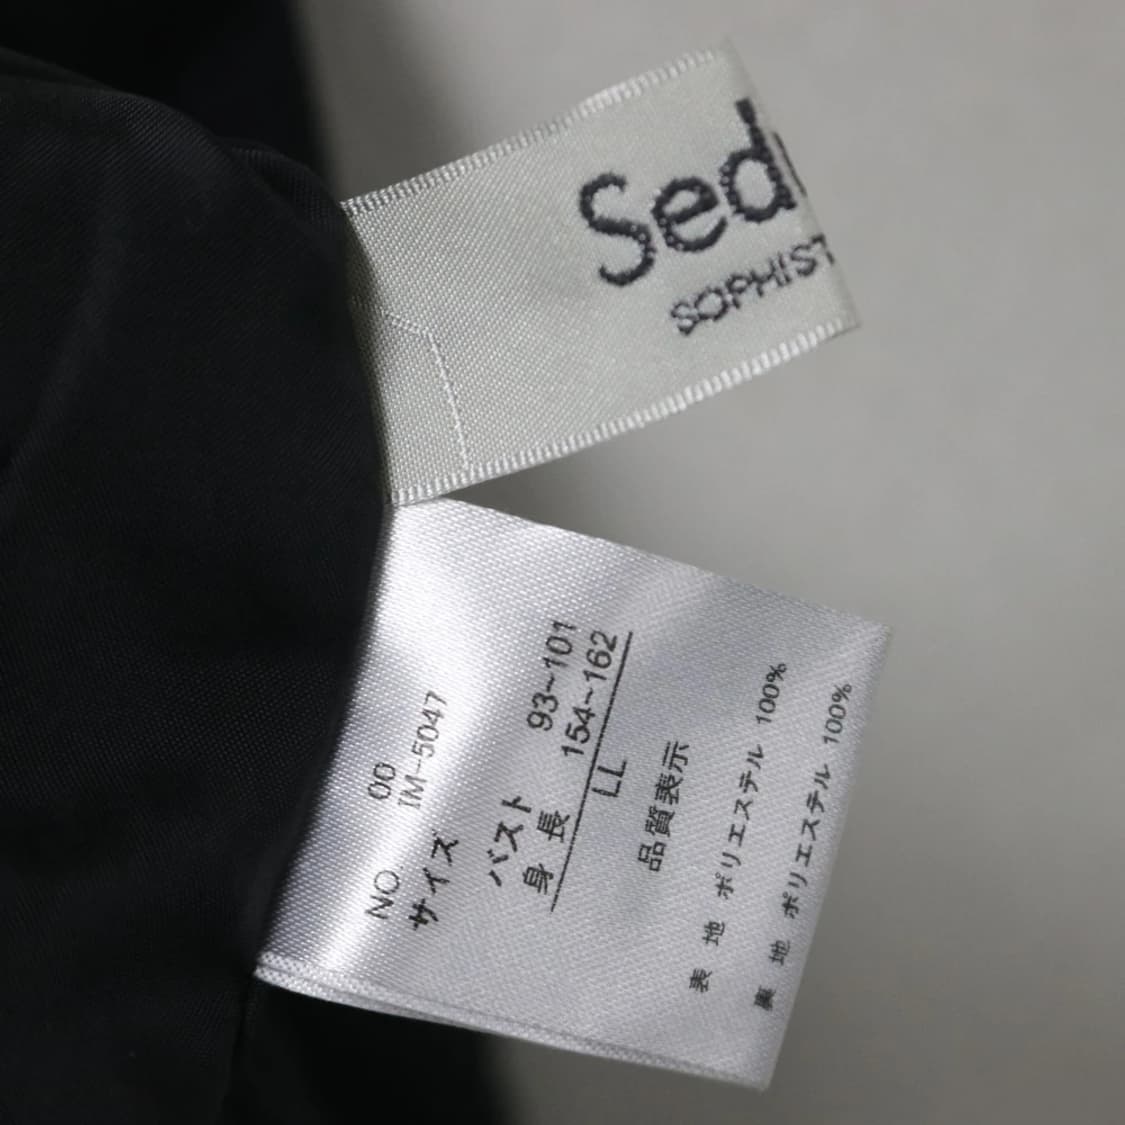 Sed
SOPHIST
NO. 00
IM-5047
サイズ
バスト 93~101
身長 154~162
LL
品質表示
表地 ポリエステル 100%
裏地 ポリエステル 100%